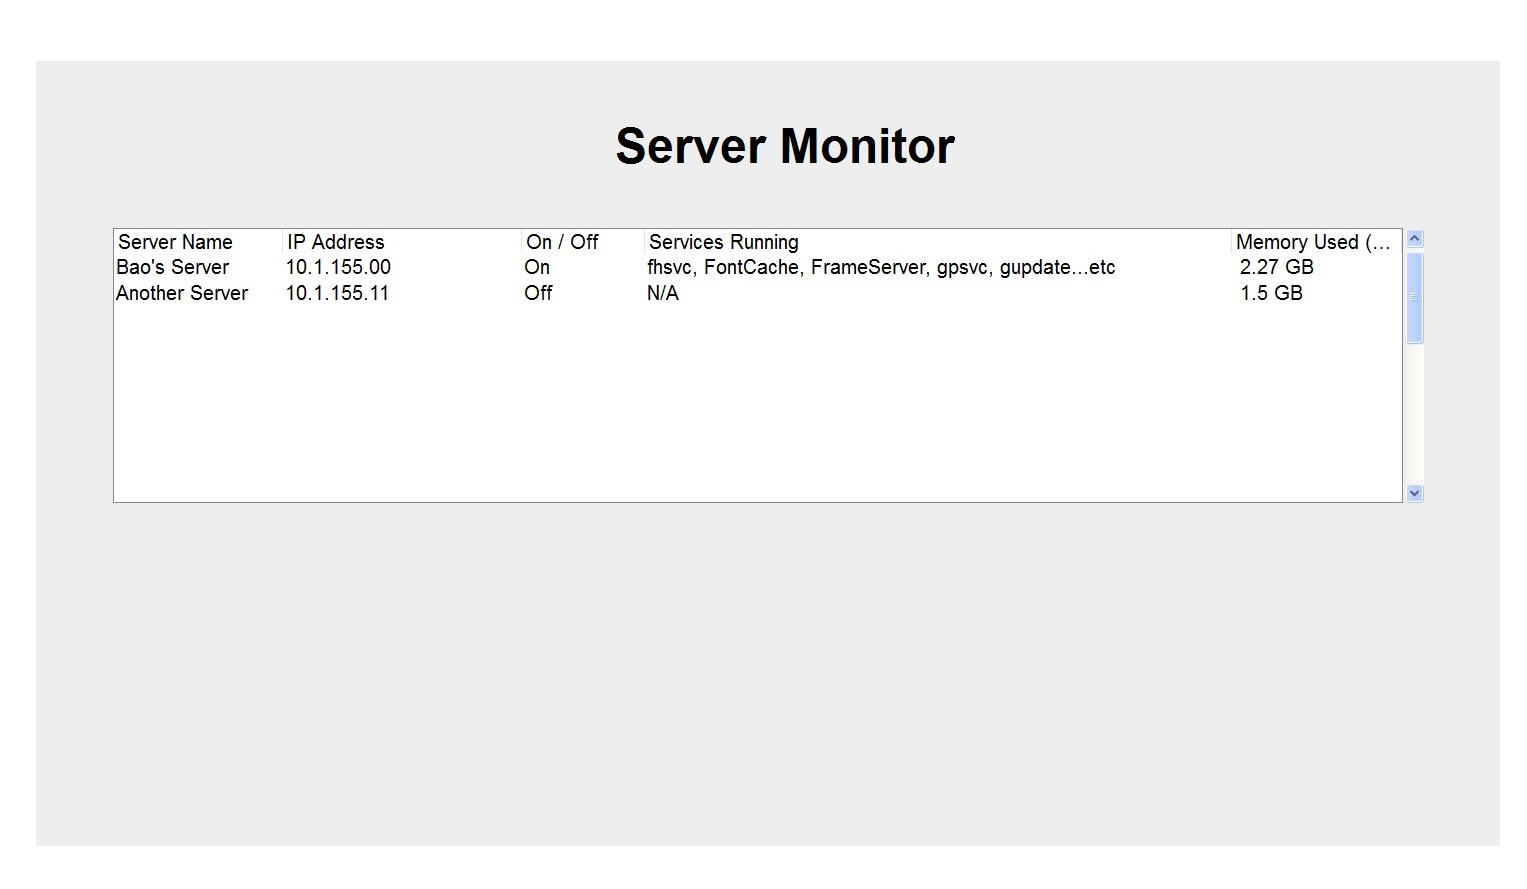 Server Monitor
Server Name IP Address On / Off Services Running Memory Used (...
Bao's Server 10.1.155.00 On fhsvc, FontCache, FrameServer, gpsvc, gupdate...etc 2.27 GB
Another Server 10.1.155.11 Off N/A 1.5 GB